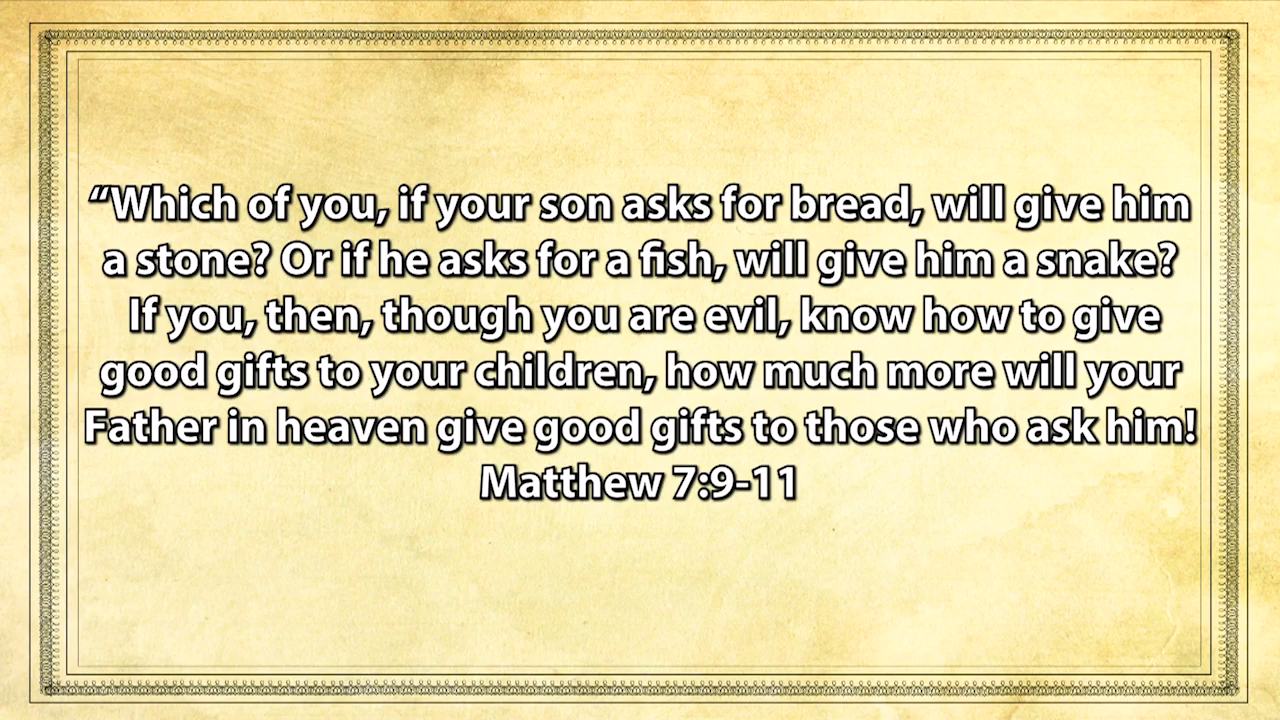 “Which of you, if your son asks for bread, will give him
a stone? Or if he asks for a fish, will give him a snake?
If you, then, though you are evil, know how to give
good gifts to your children, how much more will your
Father in heaven give good gifts to those who ask him!
Matthew 7:9-11